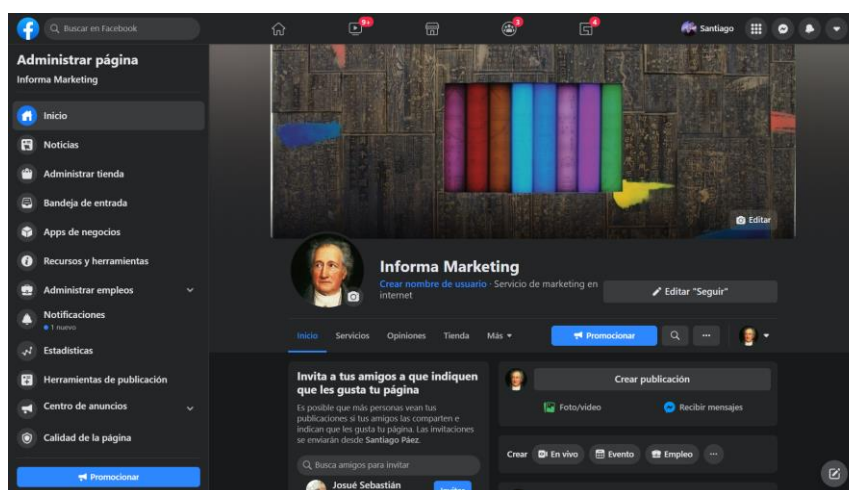 Buscar en Facebook
9+
3
4
Santiago
Administrar página
Informa Marketing
Inicio
Noticias
Administrar tienda
Bandeja de entrada
Apps de negocios
Recursos y herramientas
Administrar empleos
Notificaciones
1 nuevo
Estadísticas
Herramientas de publicación
Centro de anuncios
Calidad de la página
Promocionar
Editar
Informa Marketing
Crear nombre de usuario · Servicio de marketing en
internet
Editar "Seguir"
Inicio Servicios Opiniones Tienda Más
Promocionar
Invita a tus amigos a que indiquen
que les gusta tu página
Es posible que más personas vean tus
publicaciones si tus amigos las comparten e
indican que les gusta tu página. Las invitaciones
se enviarán desde Santiago Páez.
Busca amigos para invitar
Josué Sebastián
Crear publicación
Foto/video
Recibir mensajes
Crear
En vivo
Evento
Empleo